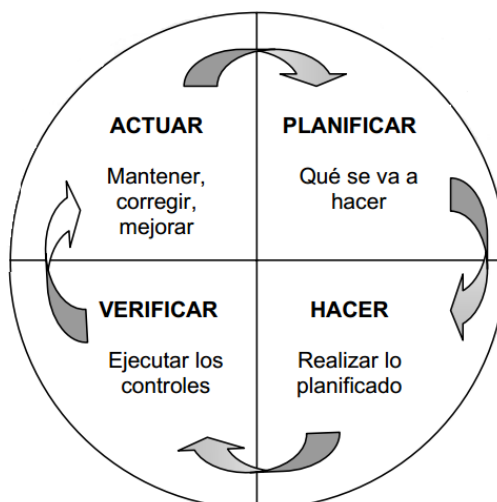 ACTUAR
Mantener,
corregir,
mejorar
PLANIFICAR
Qué se va a
hacer
VERIFICAR
Ejecutar los
controles
HACER
Realizar lo
planificado